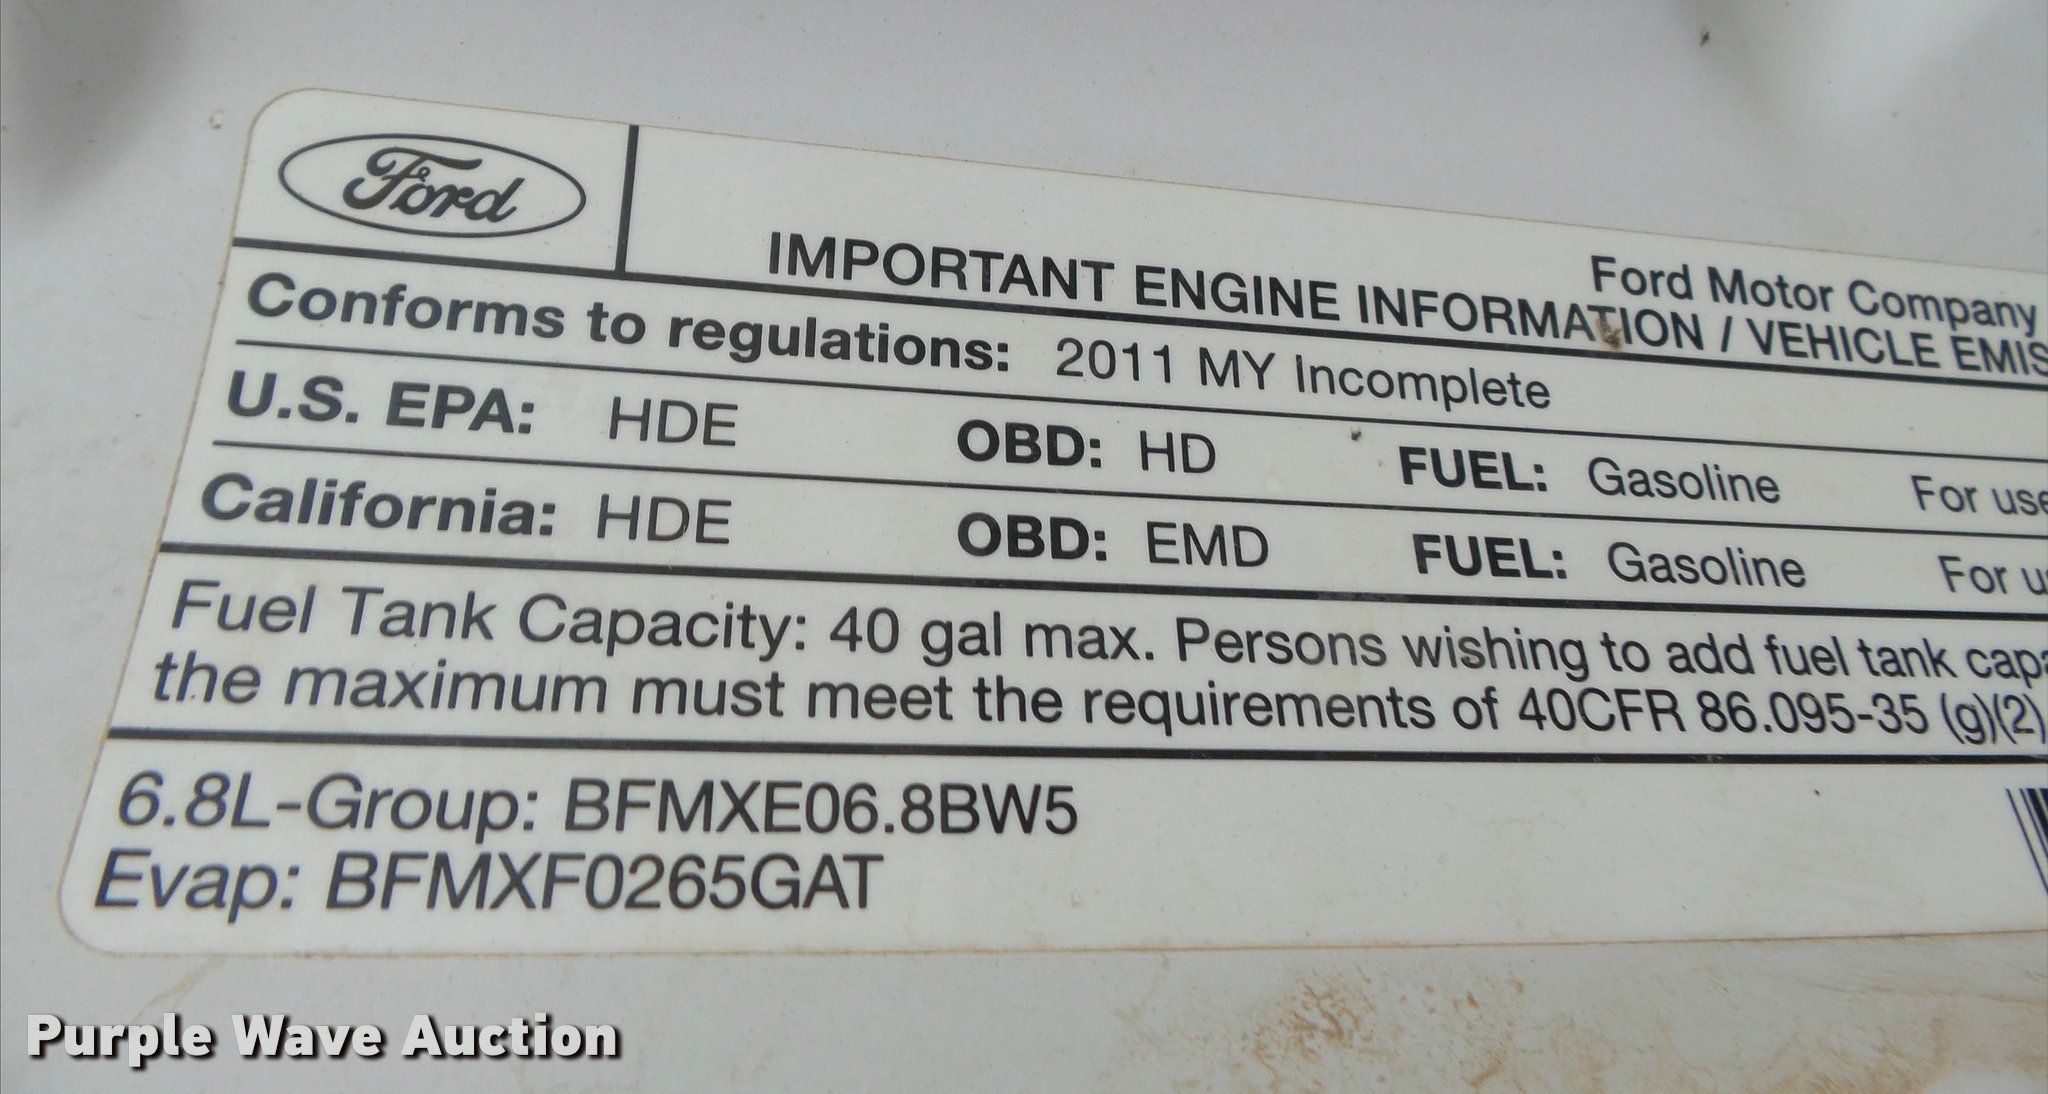 Ford
Ford Motor Company
IMPORTANT ENGINE INFORMATION / VEHICLE EMIS
Conforms to regulations: 2011 MY Incomplete
U.S. EPA: HDE OBD: HD FUEL: Gasoline For use
California: HDE OBD: EMD FUEL: Gasoline For u
Fuel Tank Capacity: 40 gal max. Persons wishing to add fuel tank capa
the maximum must meet the requirements of 40CFR 86.095-35 (g)(2)
6.8L-Group: BFMXE06.8BW5
Evap: BFMXF0265GAT
Purple Wave Auction